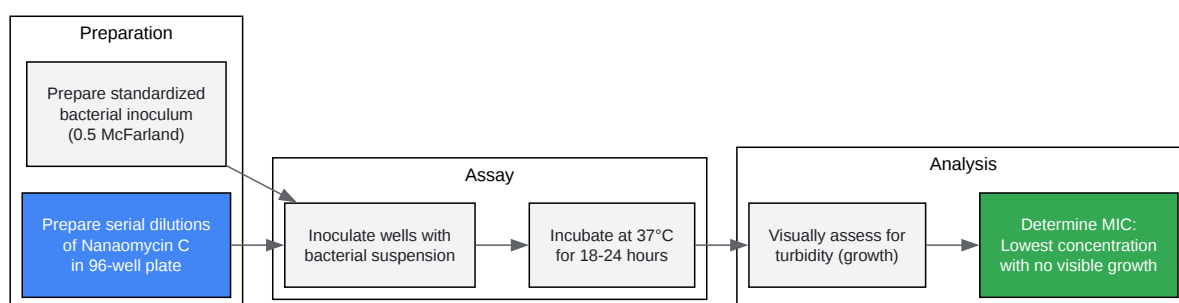 Preparation
Prepare standardized
bacterial inoculum
(0.5 McFarland)
Prepare serial dilutions
of Nanaomycin C
in 96-well plate
Assay
Inoculate wells with
bacterial suspension
Incubate at 37°C
for 18-24 hours
Analysis
Visually assess for
turbidity (growth)
Determine MIC:
Lowest concentration
with no visible growth